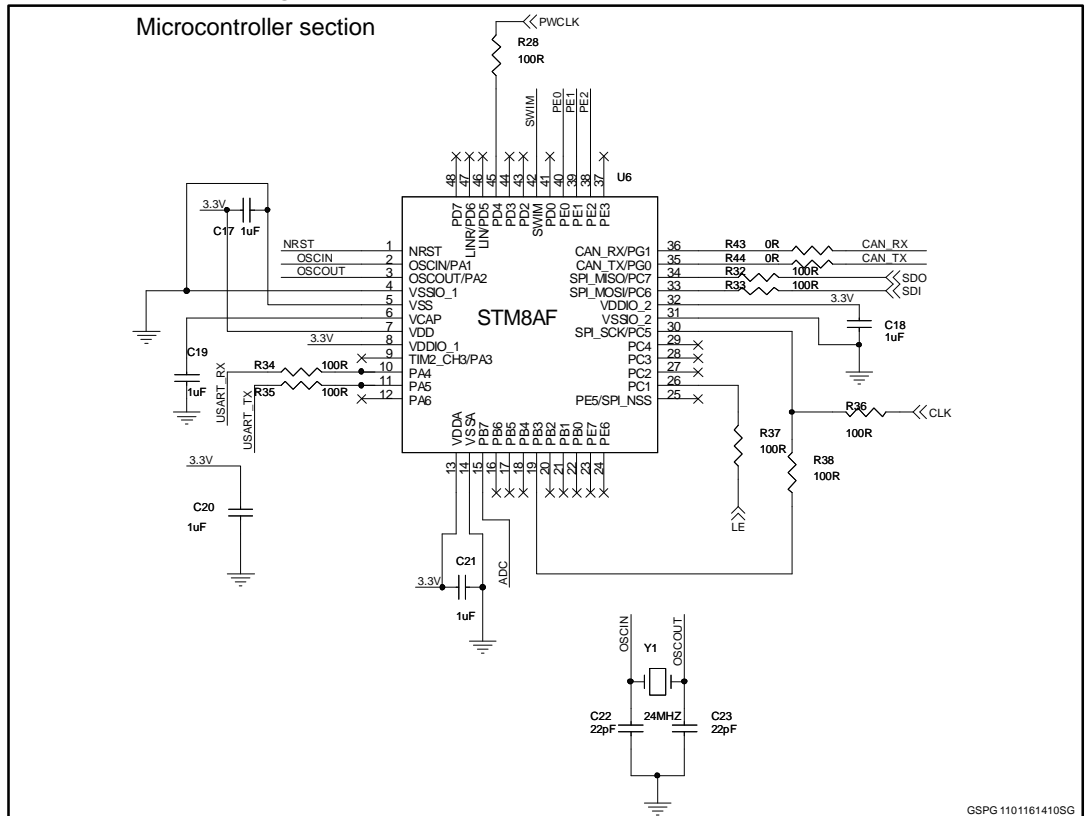 Microcontroller section
PWCLK
R28
100R
SWIM
PE0
PE1
PE2
U6
48
47
46
45
44
43
42
41
40
39
38
37
PD7
LINR/PD6
LIN/PD5
PD4
PD3
PD2
SWIM
PD0
PE0
PE1
PE2
PE3
3.3V
C17
1uF
NRST
OSCIN
OSCOUT
1 NRST
2 OSCIN/PA1
3 OSCOUT/PA2
4 VSSIO_1
5 VSS
6 VCAP
7 VDD
8 VDDIO_1
9 TIM2_CH3/PA3
10 PA4
11 PA5
12 PA6
3.3V
STM8AF
CAN_RX/PG1 36
CAN_TX/PG0 35
SPI_MISO/PC7 34
SPI_MOSI/PC6 33
VDDIO_2 32
VSSIO_2 31
SPI_SCK/PC5 30
PC4 29
PC3 28
PC2 27
PC1 26
PE5/SPI_NSS 25
R43 0R CAN_RX
R44 0R CAN_TX
R32 100R SDO
R33 100R SDI
3.3V
C18
1uF
C19
1uF
R34 100R
R35 100R
USART_RX
USART_TX
R36
100R
CLK
R37
100R
R38
100R
LE
VDDA
VSSA
PB7
PB6
PB5
PB4
PB3
PB2
PB1
PB0
PE7
PE6
13
14
15
16
17
18
19
20
21
22
23
24
3.3V
C20
1uF
3.3V
C21
1uF
ADC
OSCIN
OSCOUT
Y1
24MHZ
C22
22pF
C23
22pF
GSPG1101161410SG